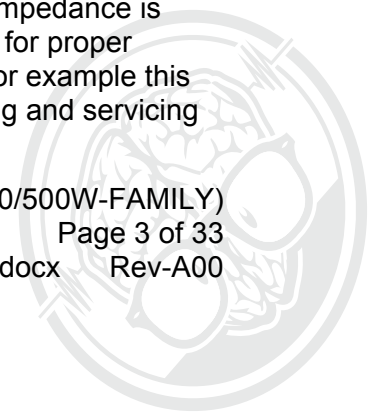 mpedance is
for proper
or example this
g and servicing
0/500W-FAMILY)
Page 3 of 33
docx Rev-A00